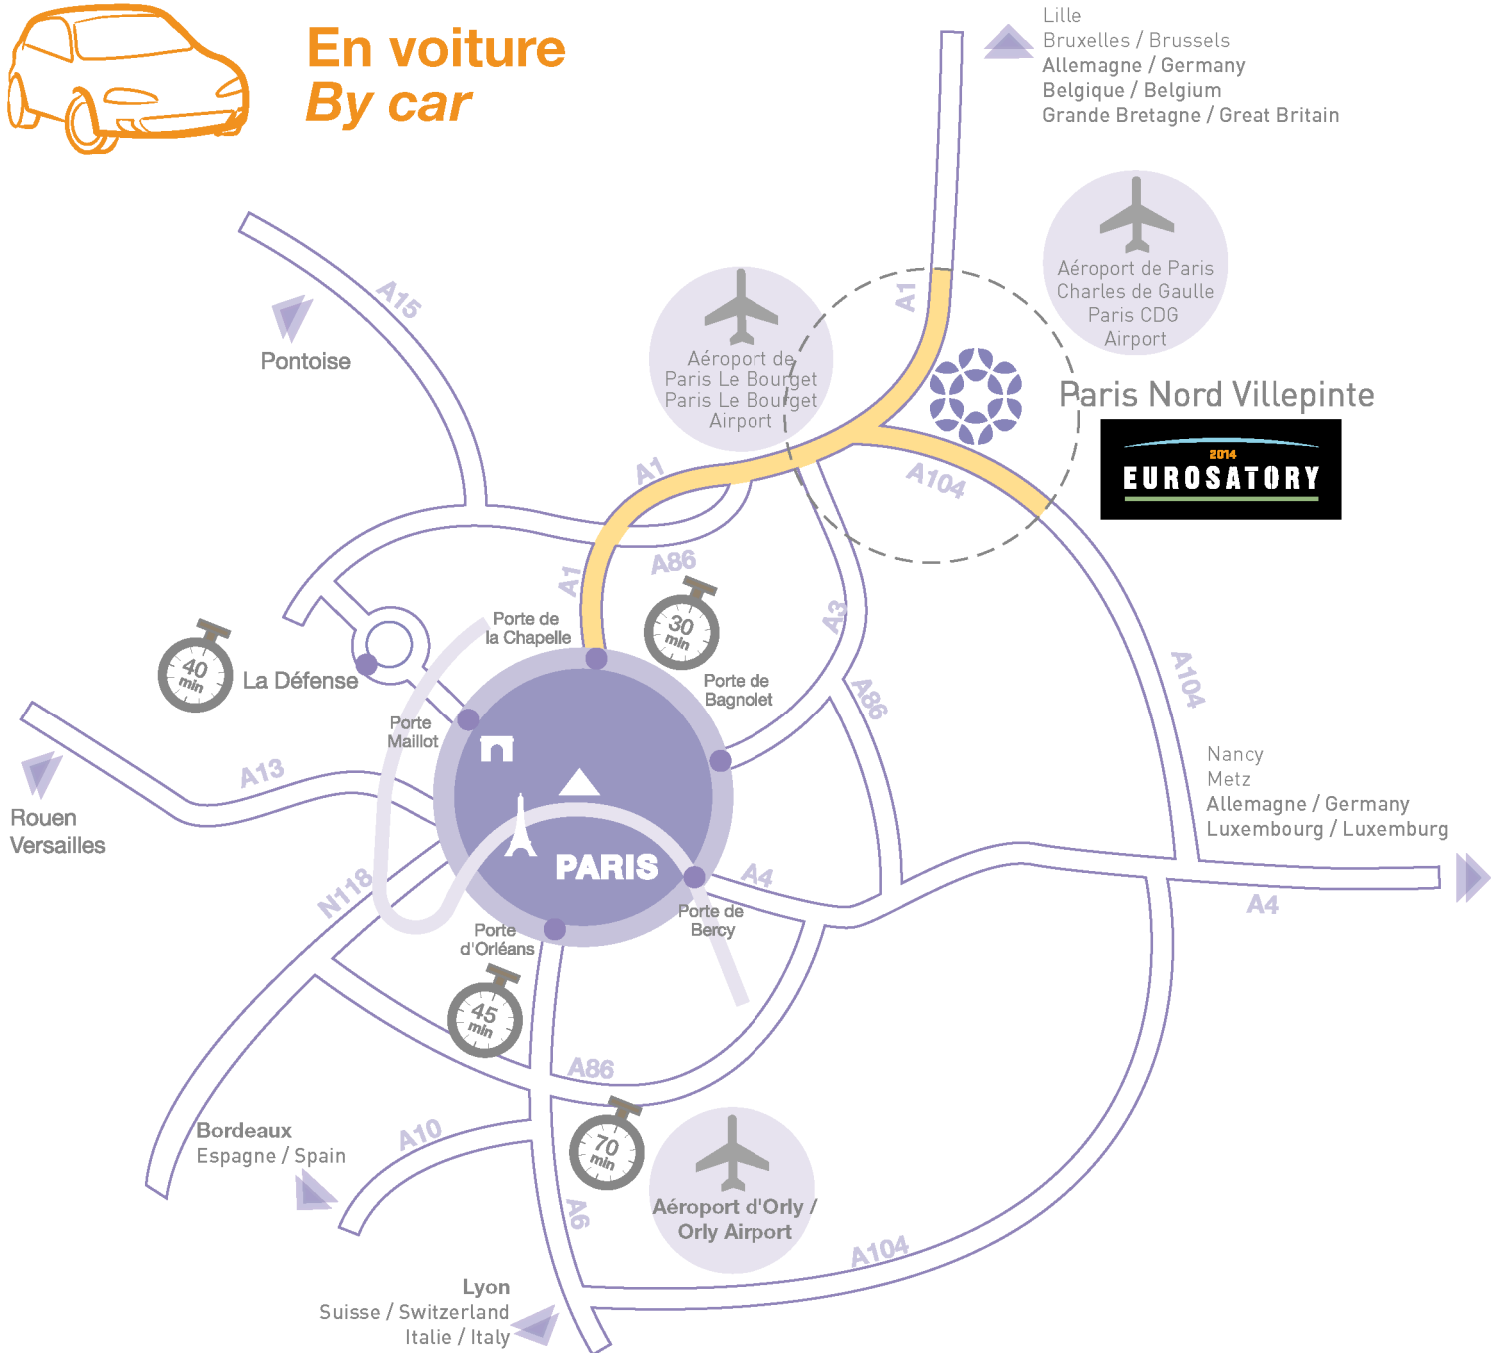 En voiture
By car
Lille
Bruxelles / Brussels
Allemagne / Germany
Belgique / Belgium
Grande Bretagne / Great Britain
Aéroport de Paris
Charles de Gaulle
Paris CDG
Airport
A1
A15
Pontoise
Aéroport de
Paris Le Bourget
Paris Le Bourget
Airport
Paris Nord Villepinte
2014
EUROSATORY
A1
A104
A86
A1
Porte de
la Chapelle
30
min
A3
40
min
La Défense
Porte de
Bagnolet
A86
A104
Porte
Maillot
A13
Rouen
Versailles
Nancy
Metz
Allemagne / Germany
Luxembourg / Luxemburg
PARIS
A4
N118
A4
Porte de
Bercy
Porte
d'Orléans
45
min
A86
Bordeaux
Espagne / Spain
A10
70
min
A6
Aéroport d'Orly /
Orly Airport
A104
Lyon
Suisse / Switzerland
Italie / Italy